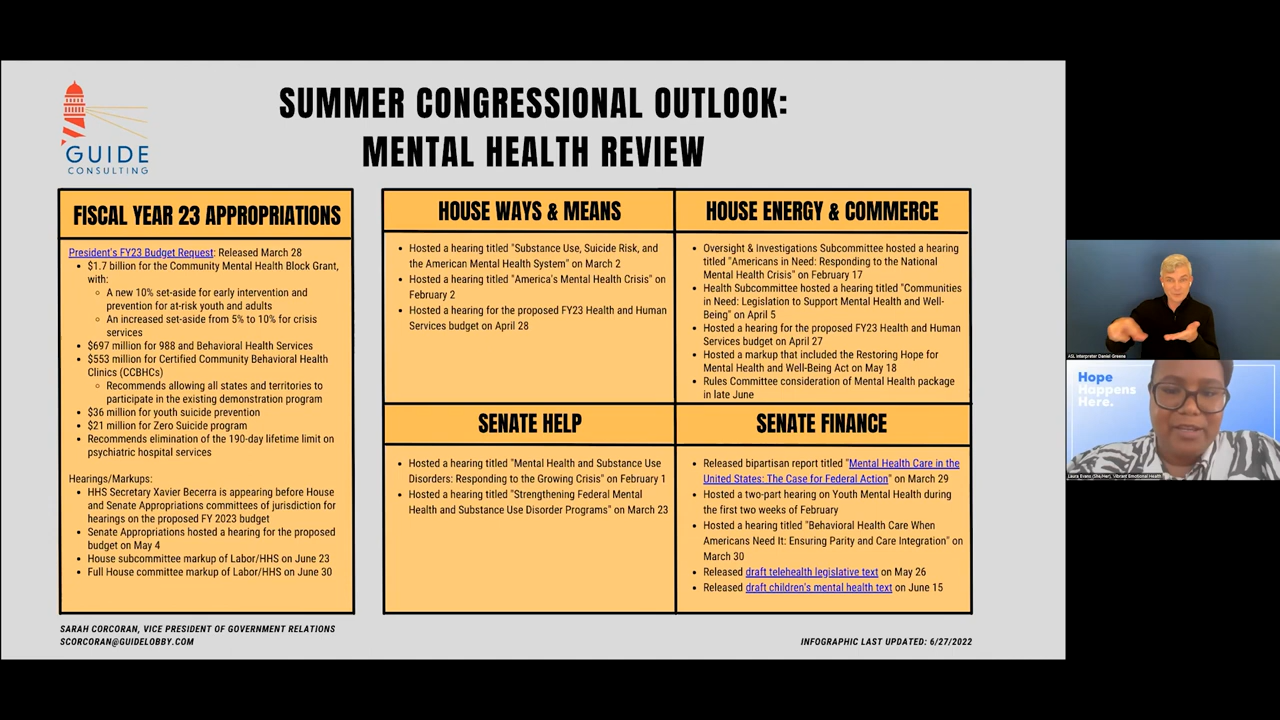 GUIDE
CONSULTING
SUMMER CONGRESSIONAL OUTLOOK:
MENTAL HEALTH REVIEW
FISCAL YEAR 23 APPROPRIATIONS
President's FY23 Budget Request: Released March 28
• $1.7 billion for the Community Mental Health Block Grant,
with:
◦ A new 10% set-aside for early intervention and
prevention for at-risk youth and adults
◦ An increased set-aside from 5% to 10% for crisis
services
• $697 million for 988 and Behavioral Health Services
• $553 million for Certified Community Behavioral Health
Clinics (CCBHCs)
◦ Recommends allowing all states and territories to
participate in the existing demonstration program
• $36 million for youth suicide prevention
• $21 million for Zero Suicide program
• Recommends elimination of the 190-day lifetime limit on
psychiatric hospital services
Hearings/Markups:
• HHS Secretary Xavier Becerra is appearing before House
and Senate Appropriations committees of jurisdiction for
hearings on the proposed FY 2023 budget
• Senate Appropriations hosted a hearing for the proposed
budget on May 4
• House subcommittee markup of Labor/HHS on June 23
• Full House committee markup of Labor/HHS on June 30
HOUSE WAYS & MEANS
• Hosted a hearing titled "Substance Use, Suicide Risk, and
the American Mental Health System" on March 2
• Hosted a hearing titled "America's Mental Health Crisis" on
February 2
• Hosted a hearing for the proposed FY23 Health and Human
Services budget on April 28
HOUSE ENERGY & COMMERCE
• Oversight & Investigations Subcommittee hosted a hearing
titled "Americans in Need: Responding to the National
Mental Health Crisis" on February 17
• Health Subcommittee hosted a hearing titled "Communities
in Need: Legislation to Support Mental Health and Well-
Being" on April 5
• Hosted a hearing for the proposed FY23 Health and Human
Services budget on April 27
• Hosted a markup that included the Restoring Hope for
Mental Health and Well-Being Act on May 18
• Rules Committee consideration of Mental Health package
in late June
SENATE HELP
• Hosted a hearing titled "Mental Health and Substance Use
Disorders: Responding to the Growing Crisis" on February 1
• Hosted a hearing titled "Strengthening Federal Mental
Health and Substance Use Disorder Programs" on March 23
SENATE FINANCE
• Released bipartisan report titled "Mental Health Care in the
United States: The Case for Federal Action" on March 29
• Hosted a two-part hearing on Youth Mental Health during
the first two weeks of February
• Hosted a hearing titled "Behavioral Health Care When
Americans Need It: Ensuring Parity and Care Integration" on
March 30
• Released draft telehealth legislative text on May 26
• Released draft children's mental health text on June 15
SARAH CORCORAN, VICE PRESIDENT OF GOVERNMENT RELATIONS
SCORCORAN@GUIDELOBBY.COM
INFOGRAPHIC LAST UPDATED: 6/27/2022
ASL Interpreter Daniel Greene
Hope
Happens
Here.
Laura Evans (She/Her), Vibrant Emotional Health